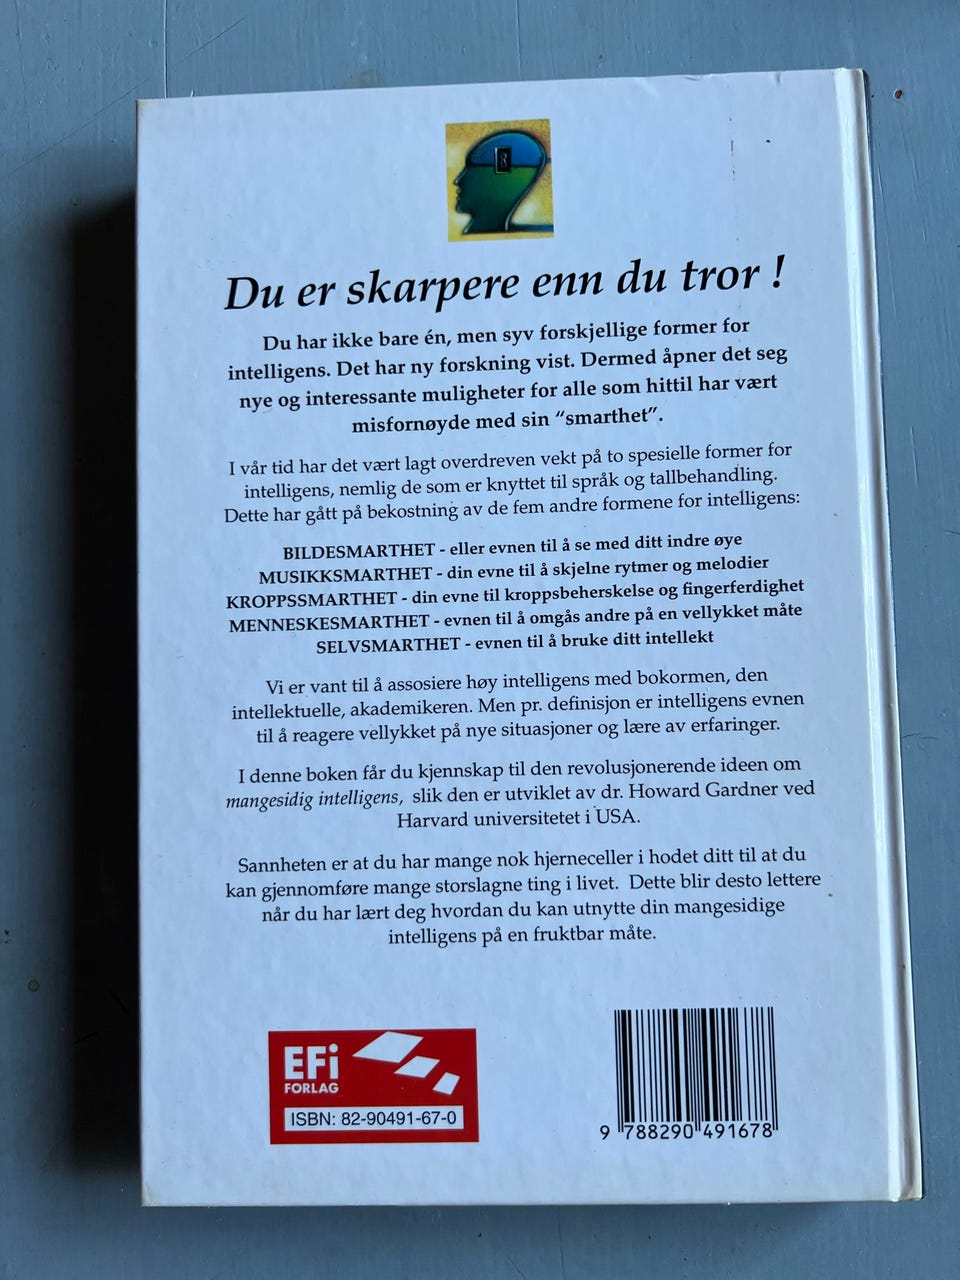 Du er skarpere enn du tror !
Du har ikke bare én, men syv forskjellige former for
intelligens. Det har ny forskning vist. Dermed åpner det seg
nye og interessante muligheter for alle som hittil har vært
misfornøyde med sin “smarthet”.
I vår tid har det vært lagt overdreven vekt på to spesielle former for
intelligens, nemlig de som er knyttet til språk og tallbehandling.
Dette har gått på bekostning av de fem andre formene for intelligens:
BILDESMARTHET - eller evnen til å se med ditt indre øye
MUSIKKSMARTHET - din evne til å skjelne rytmer og melodier
KROPPSSMARTHET - din evne til kroppsbeherskelse og fingerferdighet
MENNESKESMARTHET - evnen til å omgås andre på en vellykket måte
SELVSMARTHET - evnen til å bruke ditt intellekt
Vi er vant til å assosiere høy intelligens med bokormen, den
intellektuelle, akademikeren. Men pr. definisjon er intelligens evnen
til å reagere vellykket på nye situasjoner og lære av erfaringer.
I denne boken får du kjennskap til den revolusjonerende ideen om
mangesidig intelligens, slik den er utviklet av dr. Howard Gardner ved
Harvard universitetet i USA.
Sannheten er at du har mange nok hjerneceller i hodet ditt til at du
kan gjennomføre mange storslagne ting i livet. Dette blir desto lettere
når du har lært deg hvordan du kan utnytte din mangesidige
intelligens på en fruktbar måte.
EFi
FORLAG
ISBN: 82-90491-67-0
9 788290 491678